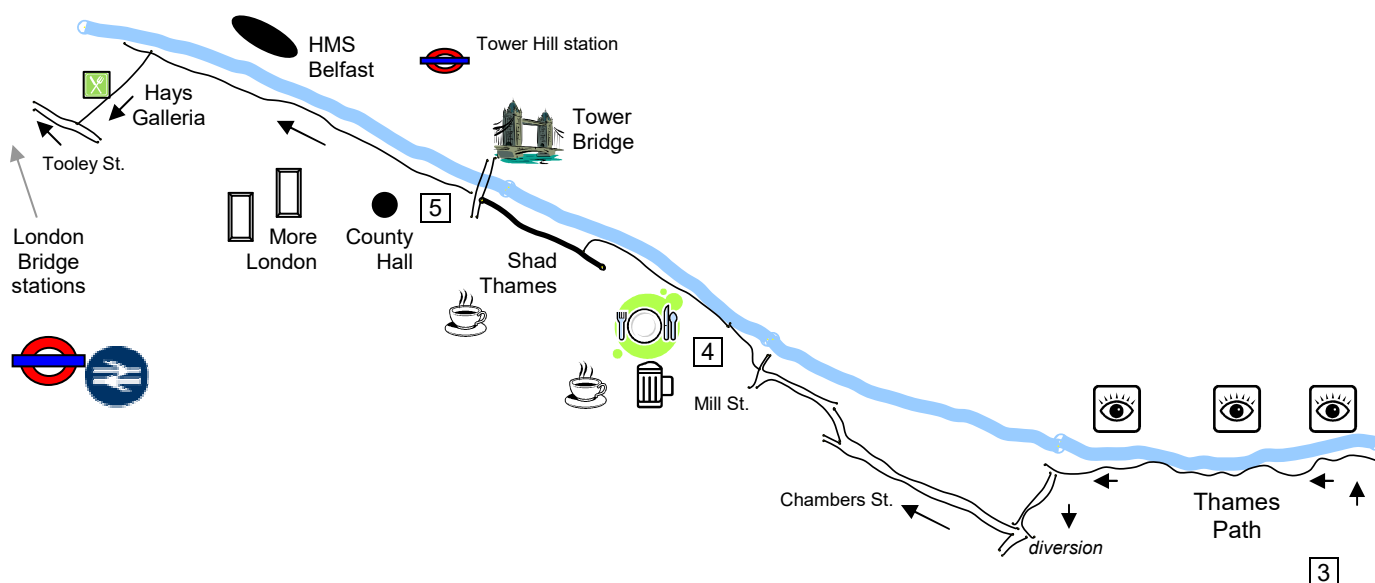 HMS
Belfast
Tower Hill station
Hays
Galleria
Tower
Bridge
Tooley St.
5
London
Bridge
stations
More
London
County
Hall
Shad
Thames
4
Mill St.
Chambers St.
Thames
Path
diversion
3